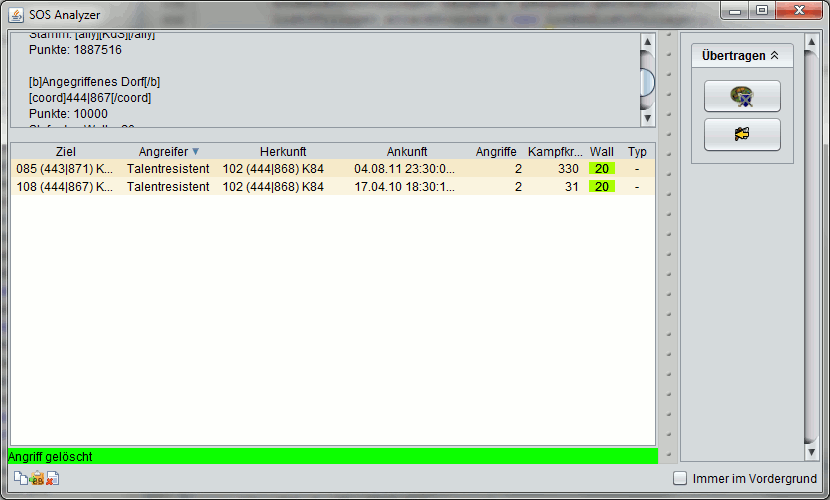 SOS Analyzer
Stamm: [ally][KdS][/ally]
Punkte: 1887516
[b]Angegriffenes Dorf[/b]
[coord]444|867[/coord]
Punkte: 10000
Übertragen
Ziel Angreifer Herkunft Ankunft Angriffe Kampfkr... Wall Typ
085 (443|871) K... Talentresistent 102 (444|868) K84 04.08.11 23:30:0... 2 330 20 -
108 (444|867) K... Talentresistent 102 (444|868) K84 17.04.10 18:30:1... 2 31 20 -
Angriff gelöscht
BB
Immer im Vordergrund